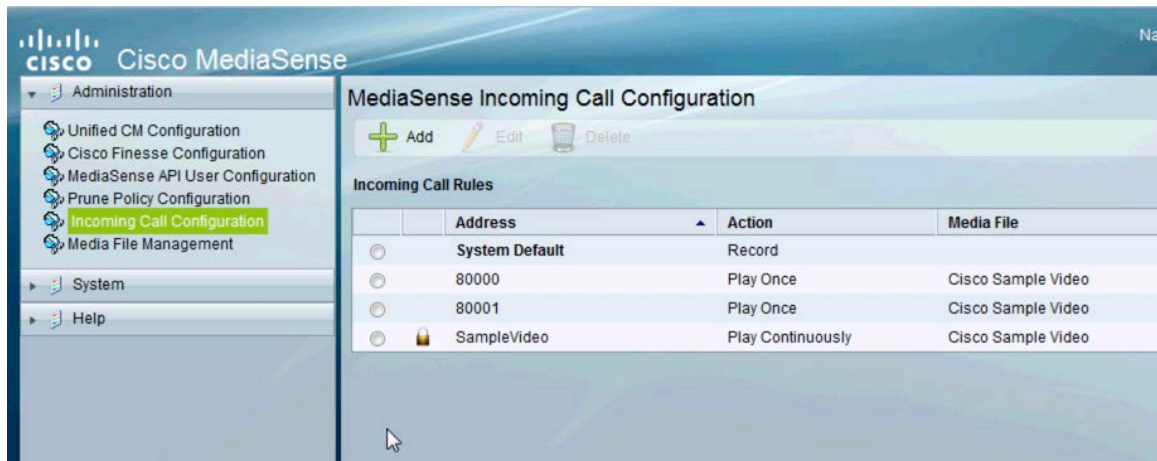 Na
CISCO Cisco MediaSense
Administration
Unified CM Configuration
Cisco Finesse Configuration
MediaSense API User Configuration
Prune Policy Configuration
Incoming Call Configuration
Media File Management
System
Help
MediaSense Incoming Call Configuration
Add Edit Delete
Incoming Call Rules
Address Action Media File
System Default Record
80000 Play Once Cisco Sample Video
80001 Play Once Cisco Sample Video
SampleVideo Play Continuously Cisco Sample Video